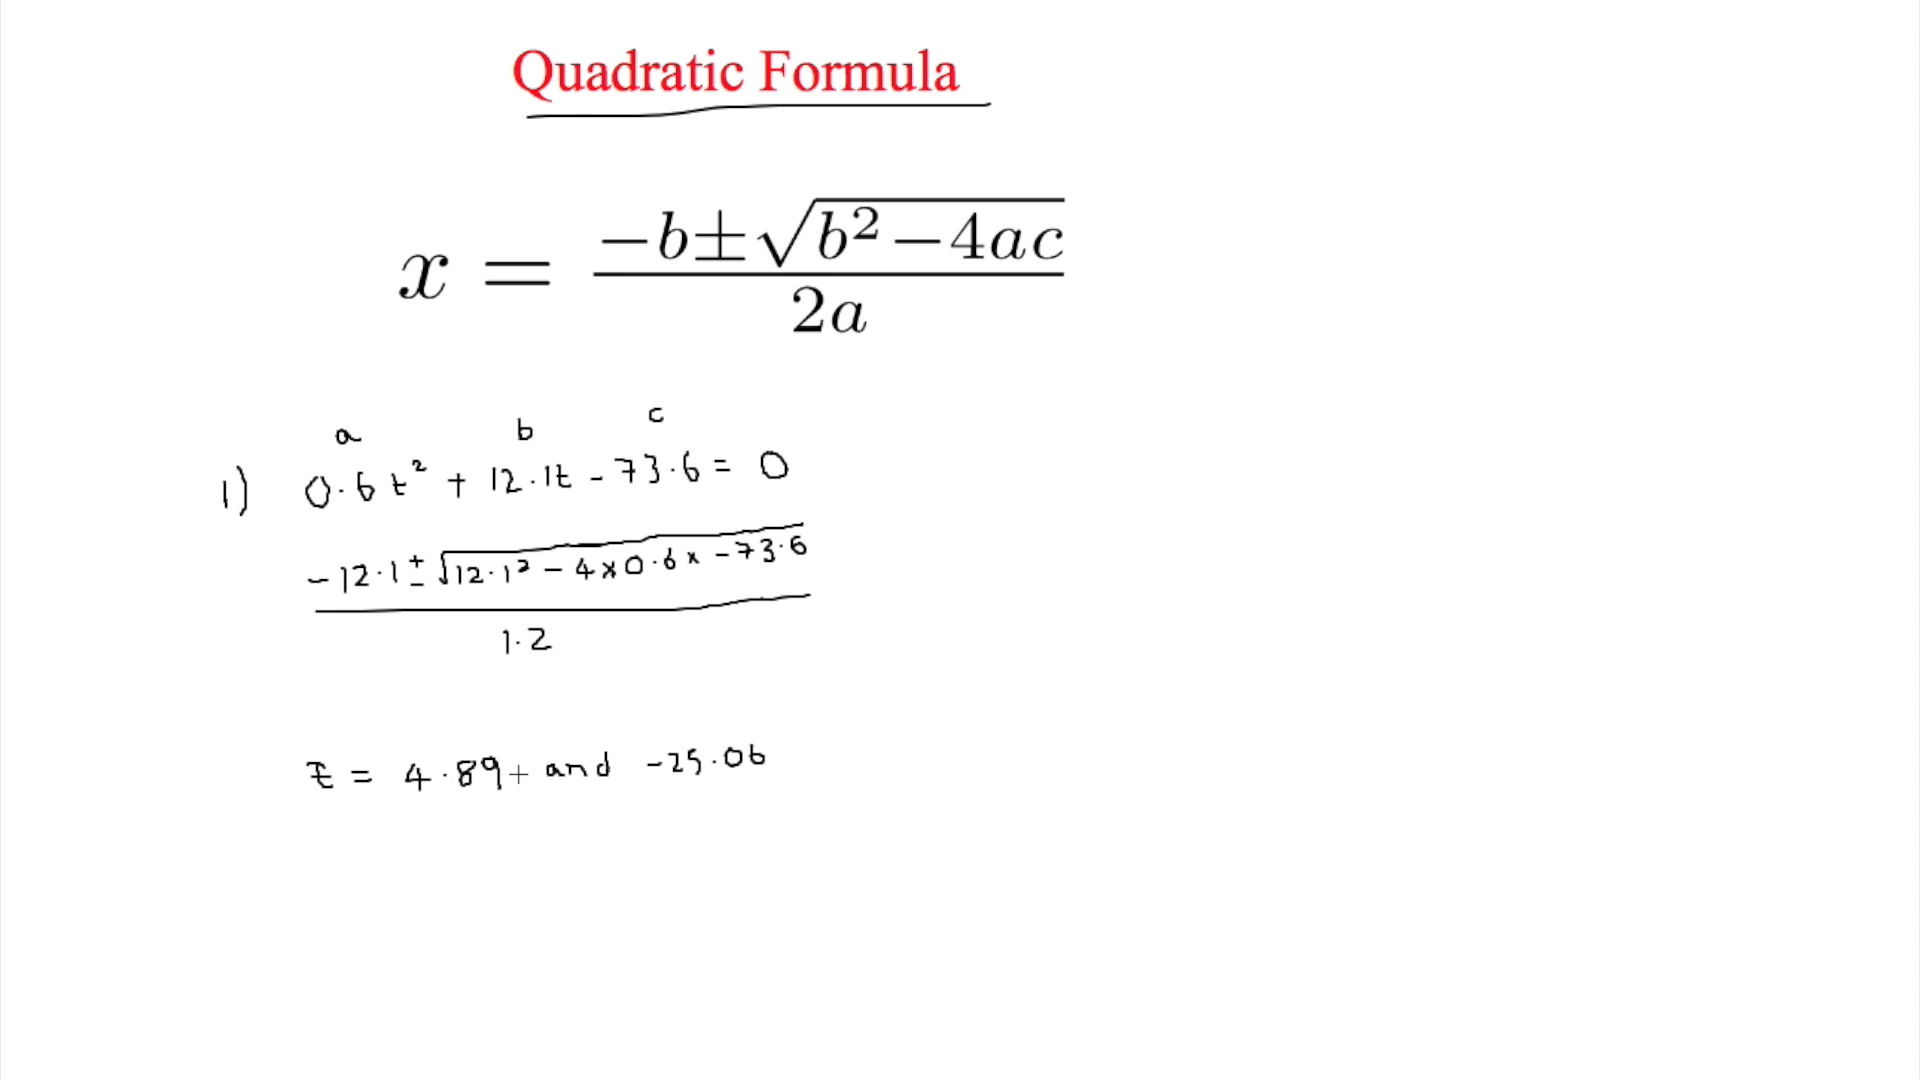 Quadratic Formula
x = −b±√b²−4ac
2a
a b c
1) 0.6t² + 12.1t - 73.6 = 0
-12.1 ± √12.1² - 4×0.6×-73.6
1.2
t = 4.89+ and -25.06